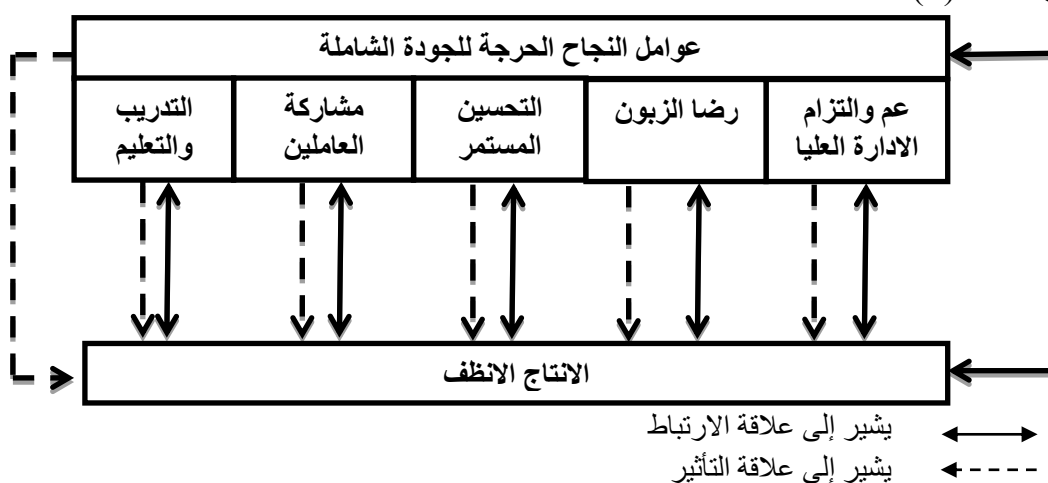 عوامل النجاح الحرجة للجودة الشاملة
عم والتزام
الادارة العليا
رضا الزبون
التحسين
المستمر
مشاركة
العاملين
التدريب
والتعليم
الانتاج الانظف
يشير إلى علاقة الارتباط
يشير إلى علاقة التأثير